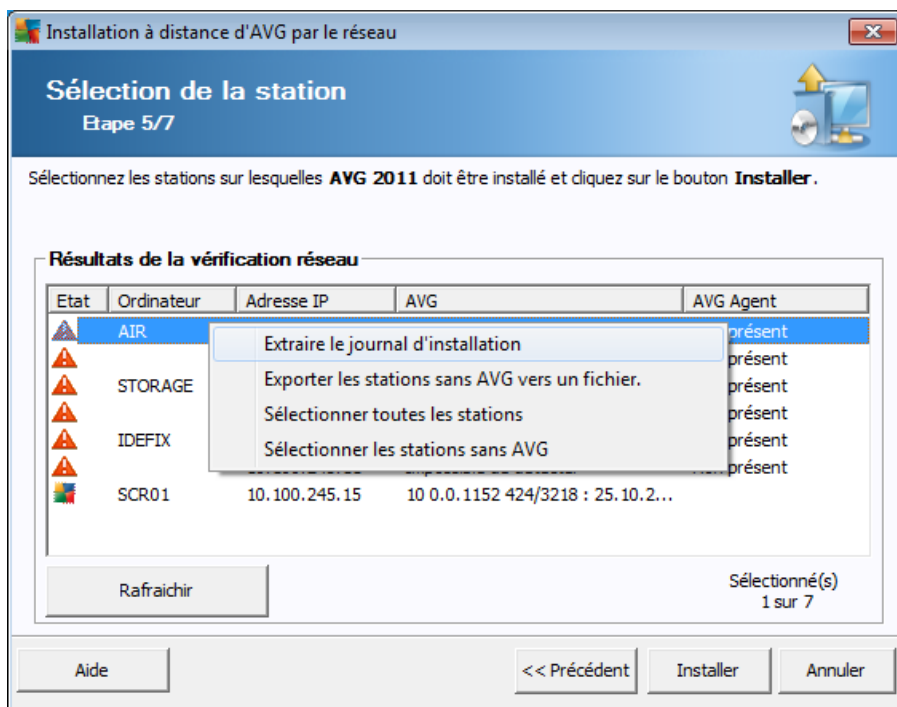 Installation à distance d'AVG par le réseau
Sélection de la station
Etape 5/7
Sélectionnez les stations sur lesquelles AVG 2011 doit être installé et cliquez sur le bouton Installer.
Résultats de la vérification réseau
Etat Ordinateur Adresse IP AVG AVG Agent
AIR présent
Extraire le journal d'installation
présent
Exporter les stations sans AVG vers un fichier.
STORAGE présent
Sélectionner toutes les stations
présent
IDEFIX présent
Sélectionner les stations sans AVG
présent
SCR01 10.100.245.15 10 0.0.1152 424/3218 : 25.10.2...
Rafraichir
Sélectionné(s)
1 sur 7
Aide << Précédent Installer Annuler